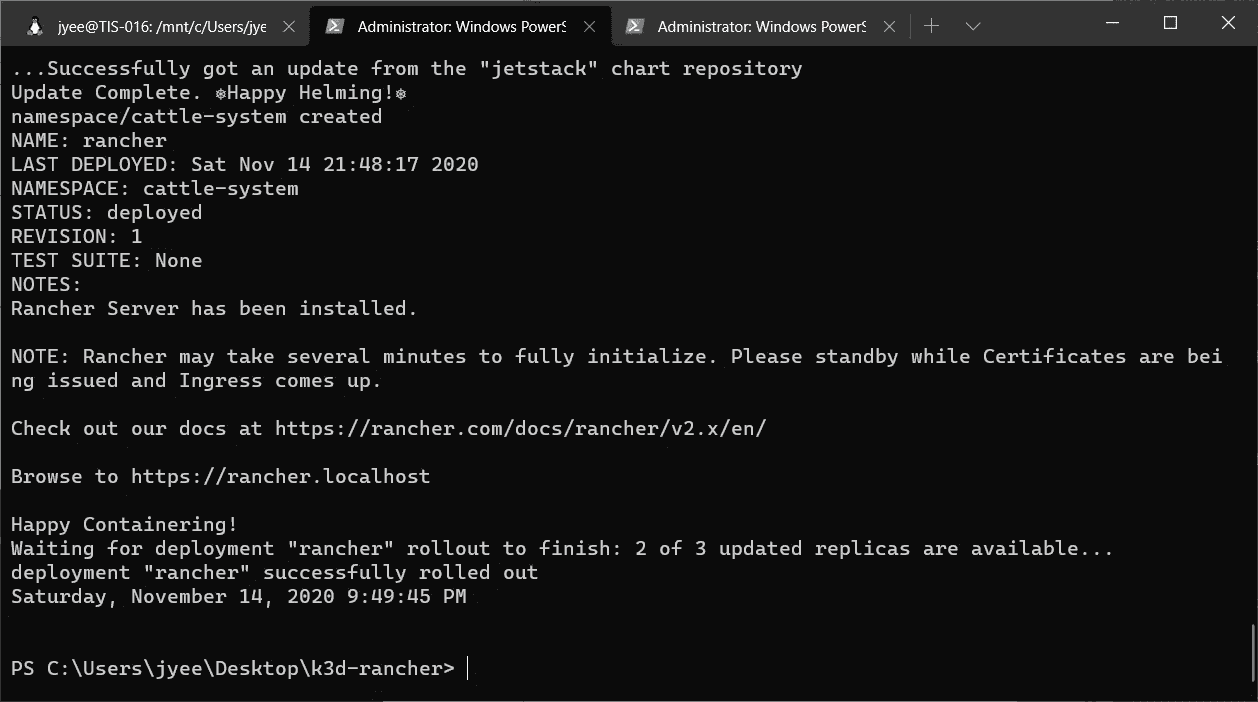 jyee@TIS-016: /mnt/c/Users/jye
Administrator: Windows PowerS
Administrator: Windows PowerS
...Successfully got an update from the "jetstack" chart repository
Update Complete. ⎈Happy Helming!⎈
namespace/cattle-system created
NAME: rancher
LAST DEPLOYED: Sat Nov 14 21:48:17 2020
NAMESPACE: cattle-system
STATUS: deployed
REVISION: 1
TEST SUITE: None
NOTES:
Rancher Server has been installed.
NOTE: Rancher may take several minutes to fully initialize. Please standby while Certificates are bei
ng issued and Ingress comes up.
Check out our docs at https://rancher.com/docs/rancher/v2.x/en/
Browse to https://rancher.localhost
Happy Containering!
Waiting for deployment "rancher" rollout to finish: 2 of 3 updated replicas are available...
deployment "rancher" successfully rolled out
Saturday, November 14, 2020 9:49:45 PM
PS C:\Users\jyee\Desktop\k3d-rancher>